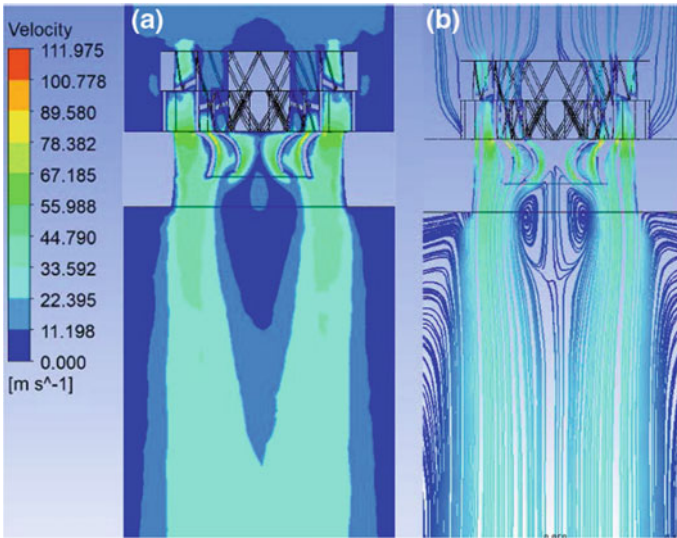 Velocity
111.975
100.778
89.580
78.382
67.185
55.988
44.790
33.592
22.395
11.198
0.000
[m s^-1]
(a)
(b)